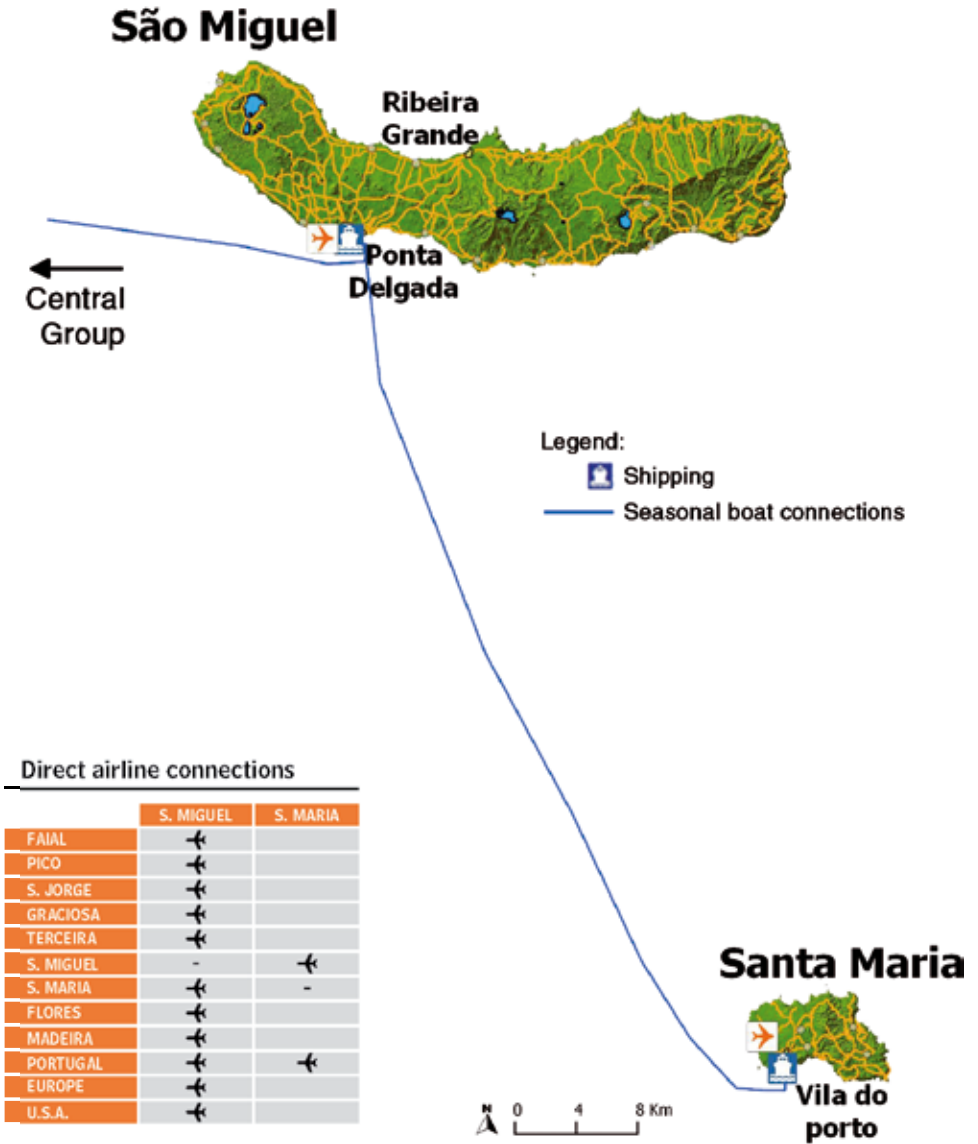 São Miguel
Ribeira
Grande
Ponta
Delgada
Central
Group
Legend:
Shipping
Seasonal boat connections
Direct airline connections
S. MIGUEL S. MARIA
FAIAL
PICO
S. JORGE
GRACIOSA
TERCEIRA
S. MIGUEL -
S. MARIA -
FLORES
MADEIRA
PORTUGAL
EUROPE
U.S.A.
Santa Maria
Vila do
porto
N 0 4 8 Km